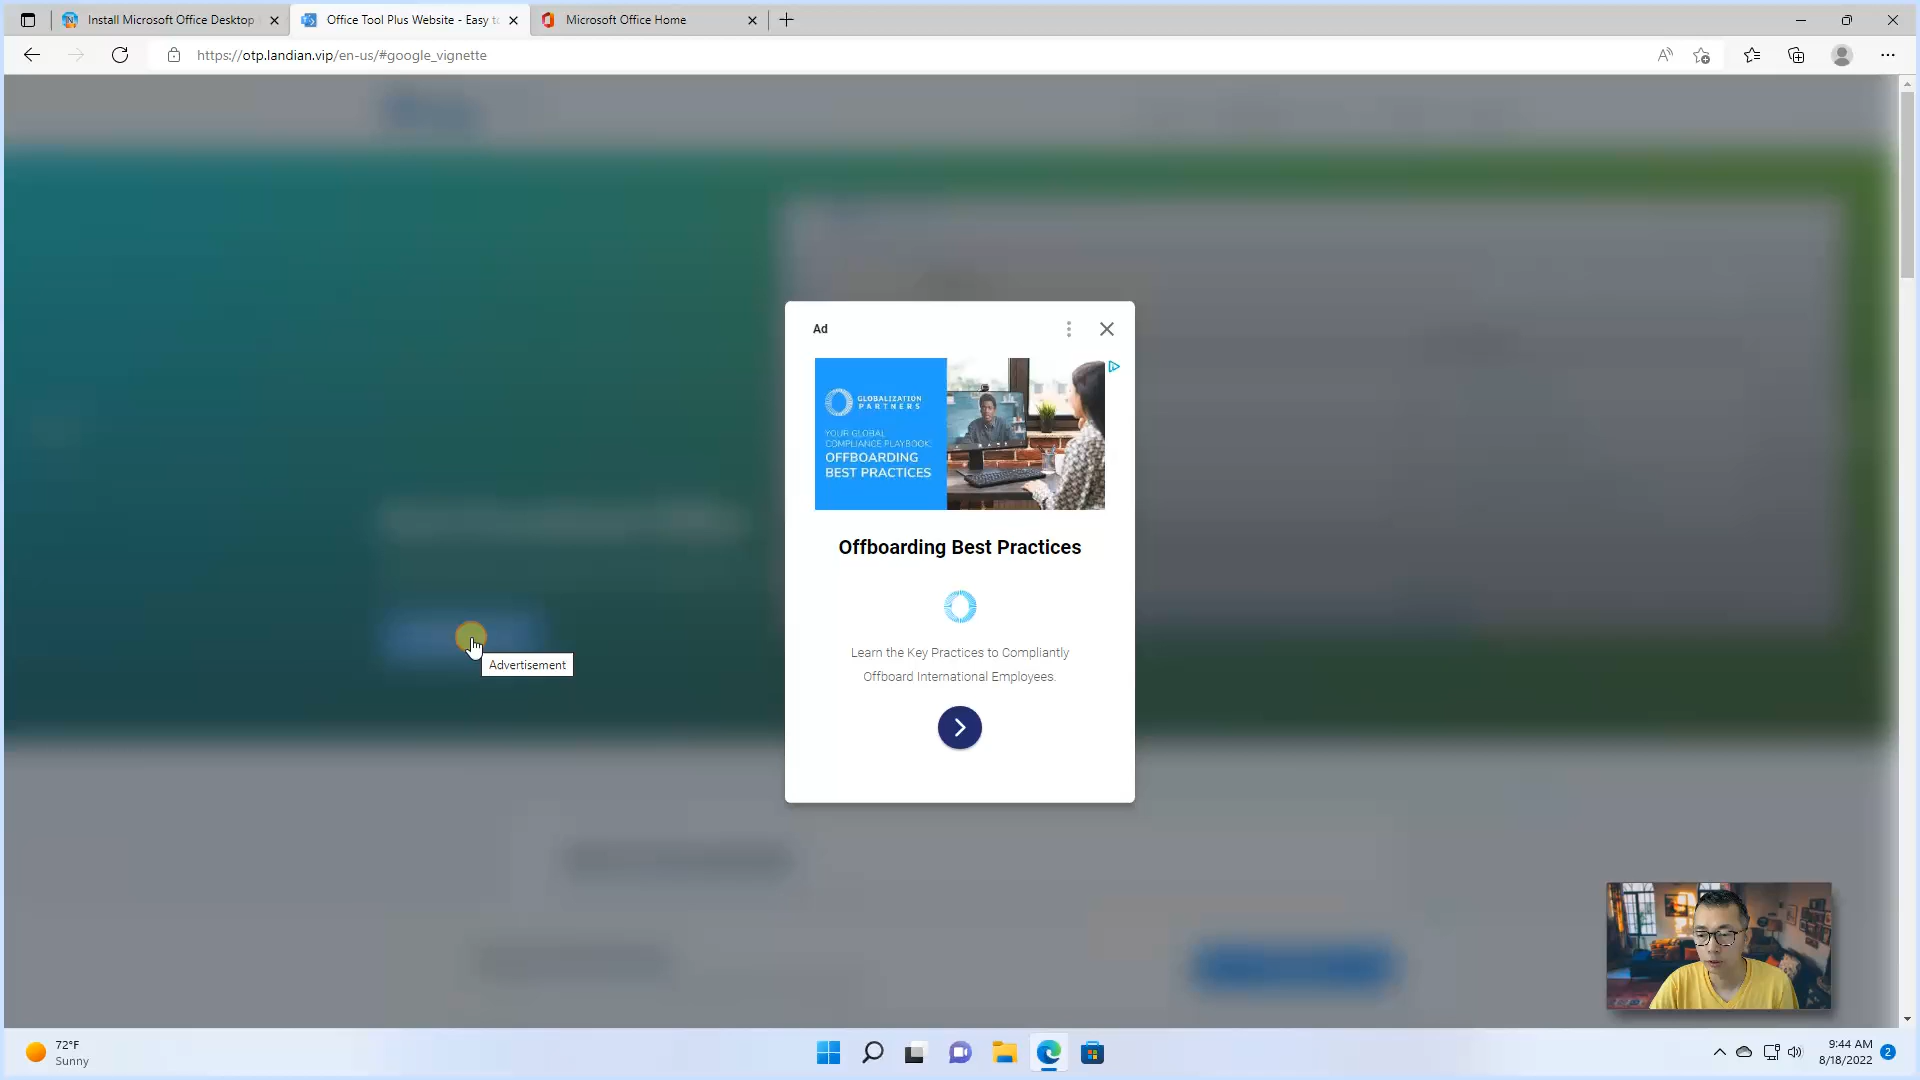 Install Microsoft Office Desktop
Office Tool Plus Website - Easy to
Microsoft Office Home
https://otp.landian.vip/en-us/#google_vignette
Ad
GLOBALIZATION
PARTNERS
YOUR GLOBAL
COMPLIANCE PLAYBOOK:
OFFBOARDING
BEST PRACTICES
Offboarding Best Practices
Learn the Key Practices to Compliantly
Offboard International Employees.
Advertisement
72°F
Sunny
9:44 AM
8/18/2022
2